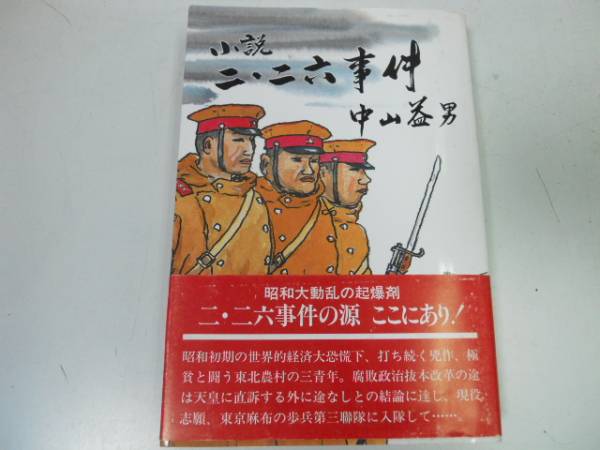 小説
二・二六事件
中山益男
昭和大動乱の起爆剤
二・二六事件の源 ここにあり！
昭和初期の世界的経済大恐慌下、打ち続く兇作、極
貧と闘う東北農村の三青年。腐敗政治抜本改革の途
は天皇に直訴する外に途なしとの結論に達し、現役
志願、東京麻布の歩兵第三聯隊に入隊して……。